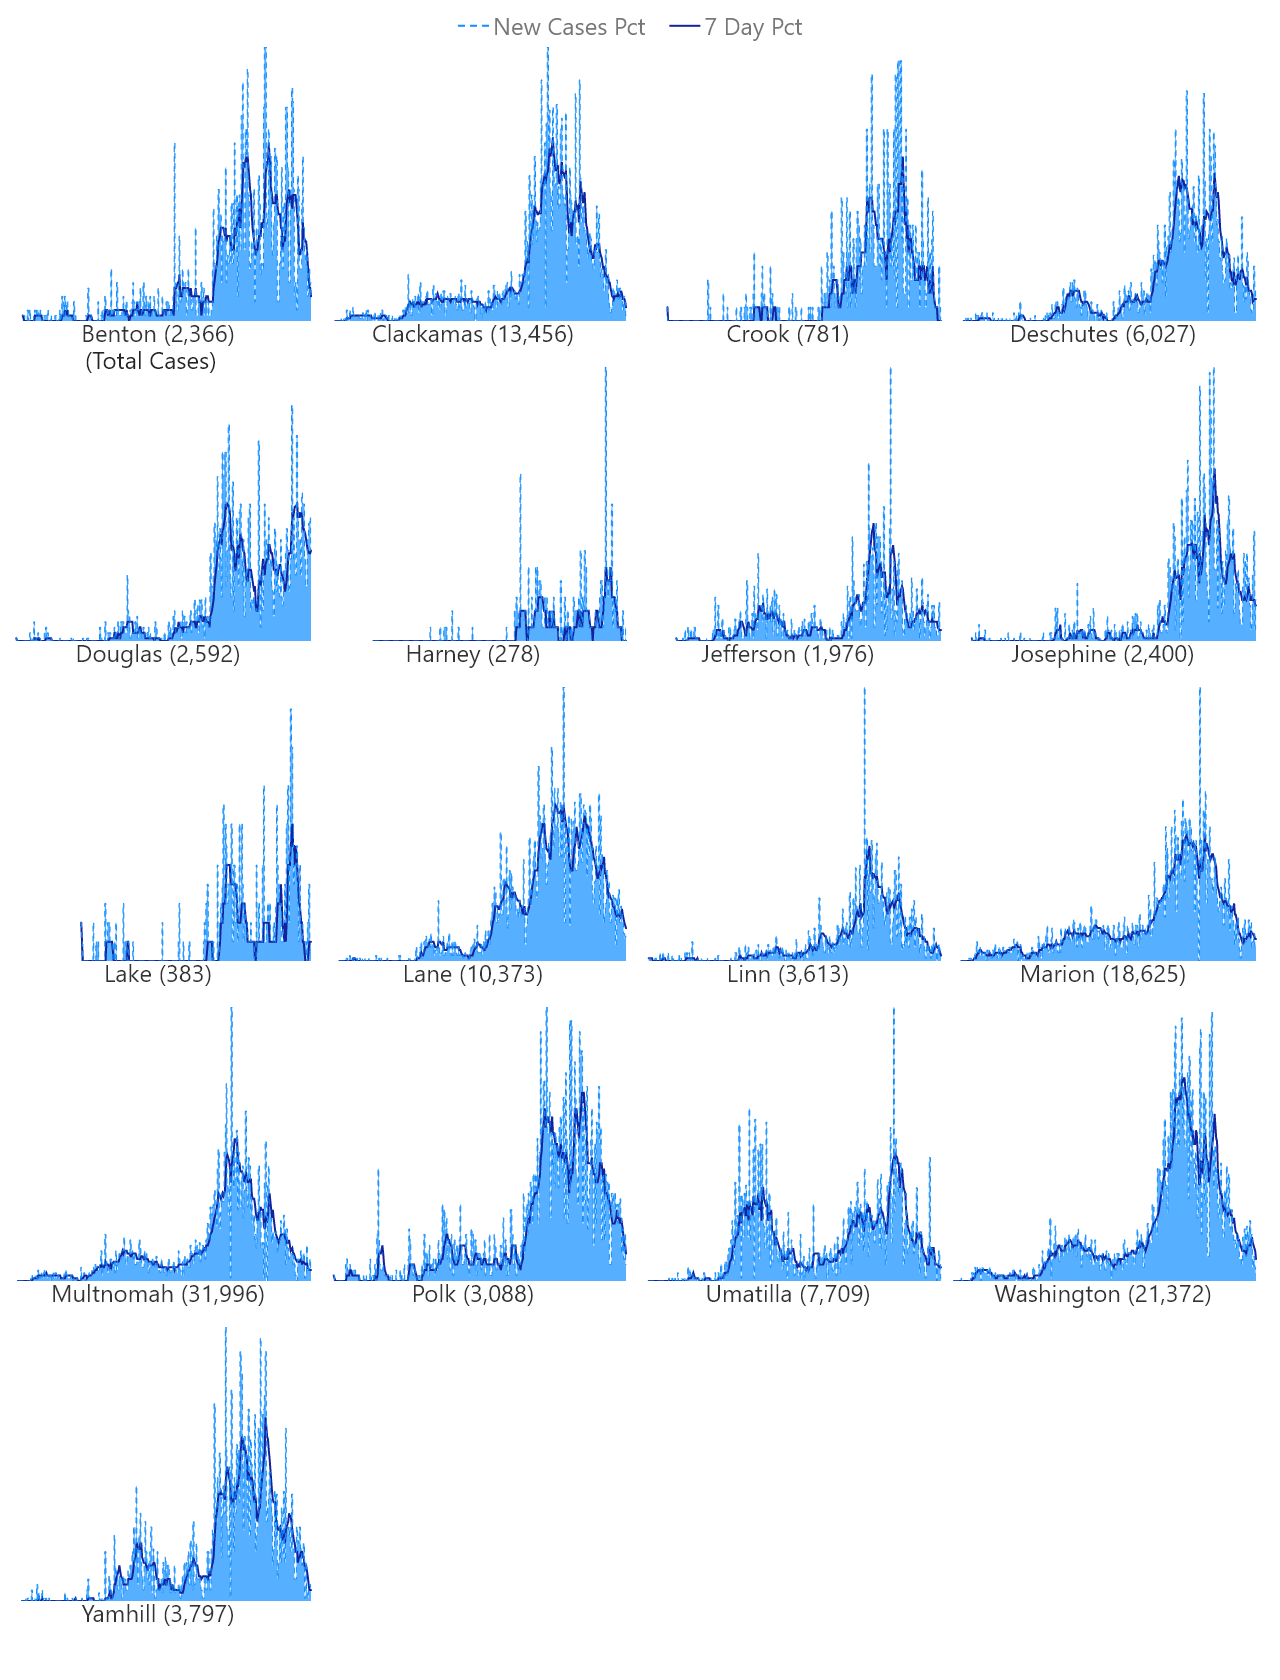 New Cases Pct 7 Day Pct
Benton (2,366)
(Total Cases)
Clackamas (13,456)
Crook (781)
Deschutes (6,027)
Douglas (2,592)
Harney (278)
Jefferson (1,976)
Josephine (2,400)
Lake (383)
Lane (10,373)
Linn (3,613)
Marion (18,625)
Multnomah (31,996)
Polk (3,088)
Umatilla (7,709)
Washington (21,372)
Yamhill (3,797)